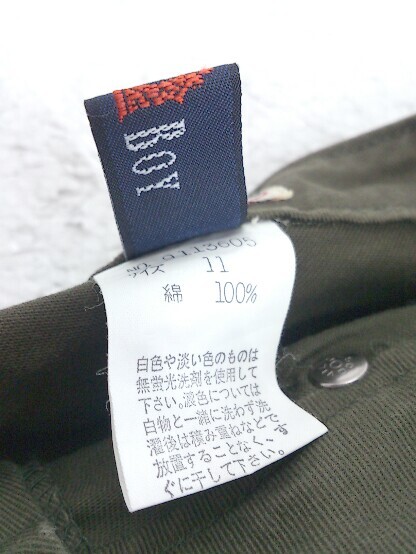 BOY
NO. G113605
サイズ 11
綿 100%
白色や淡い色のものは
無蛍光洗剤を使用して
下さい。濃色については
白物と一緒に洗わず洗
濯後は積み重ねなどで
放置することなく、す
ぐに干して下さい。